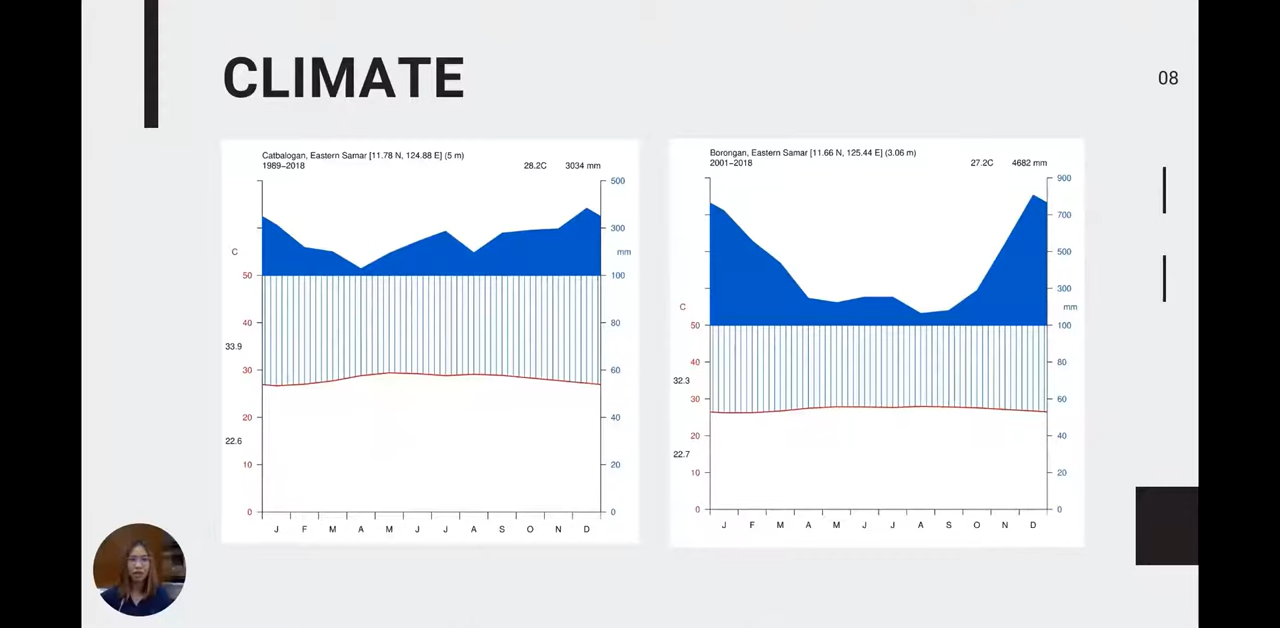 CLIMATE
08
Catbalogan, Eastern Samar [11.78 N, 124.88 E] (5 m)
1989–2018
28.2C 3034 mm
500
300
C
mm
50 100
40 80
33.9
30 60
20 40
22.6
10 20
0 0
J F M A M J J A S O N D
Borongan, Eastern Samar [11.66 N, 125.44 E] (3.06 m)
2001–2018
27.2C 4682 mm
900
700
500
300
C
mm
50 100
40 80
32.3
30 60
20 40
22.7
10 20
0 0
J F M A M J J A S O N D